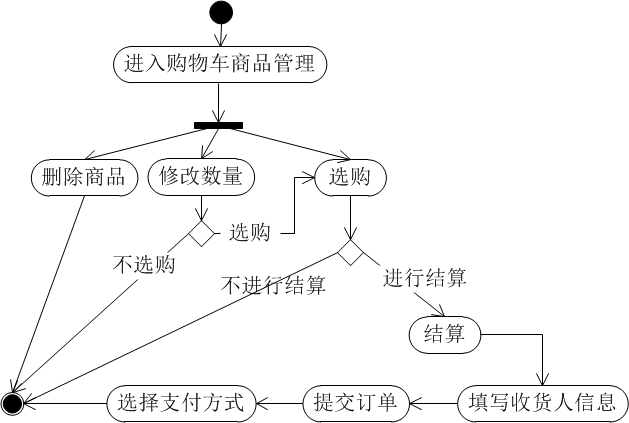 进入购物车商品管理
删除商品
修改数量
选购
选购
不选购
不进行结算
进行结算
结算
选择支付方式
提交订单
填写收货人信息